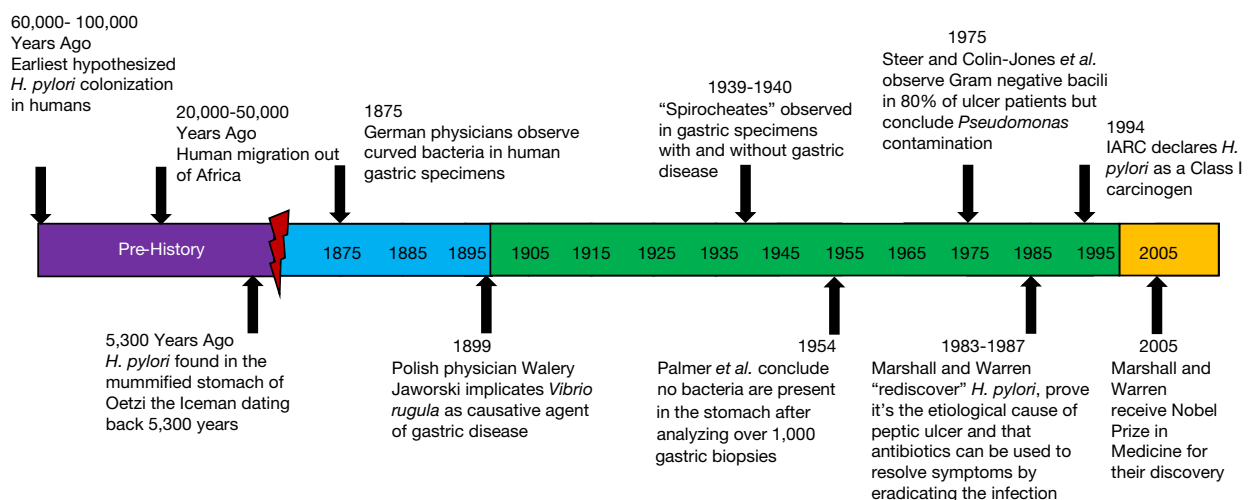 60,000- 100,000
Years Ago
Earliest hypothesized
H. pylori colonization
in humans
20,000-50,000
Years Ago
Human migration out
of Africa
1875
German physicians observe
curved bacteria in human
gastric specimens
1939-1940
“Spirocheates” observed
in gastric specimens
with and without gastric
disease
1975
Steer and Colin-Jones et al.
observe Gram negative bacili
in 80% of ulcer patients but
conclude Pseudomonas
contamination
1994
IARC declares H.
pylori as a Class I
carcinogen
Pre-History 1875 1885 1895 1905 1915 1925 1935 1945 1955 1965 1975 1985 1995 2005
5,300 Years Ago
H. pylori found in the
mummified stomach of
Oetzi the Iceman dating
back 5,300 years
1899
Polish physician Walery
Jaworski implicates Vibrio
rugula as causative agent
of gastric disease
1954
Palmer et al. conclude
no bacteria are present
in the stomach after
analyzing over 1,000
gastric biopsies
1983-1987
Marshall and Warren
“rediscover” H. pylori, prove
it’s the etiological cause of
peptic ulcer and that
antibiotics can be used to
resolve symptoms by
eradicating the infection
2005
Marshall and
Warren
receive Nobel
Prize in
Medicine for
their discovery